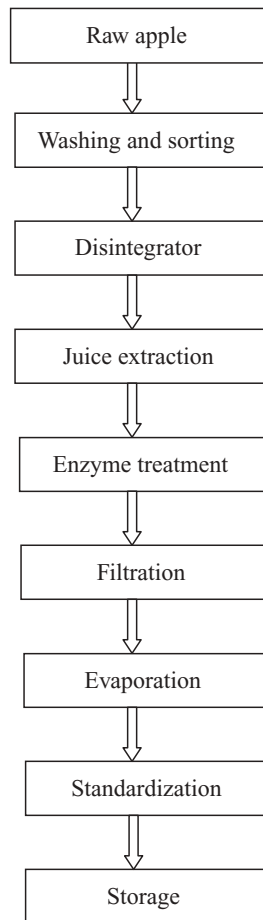 Raw apple
Washing and sorting
Disintegrator
Juice extraction
Enzyme treatment
Filtration
Evaporation
Standardization
Storage